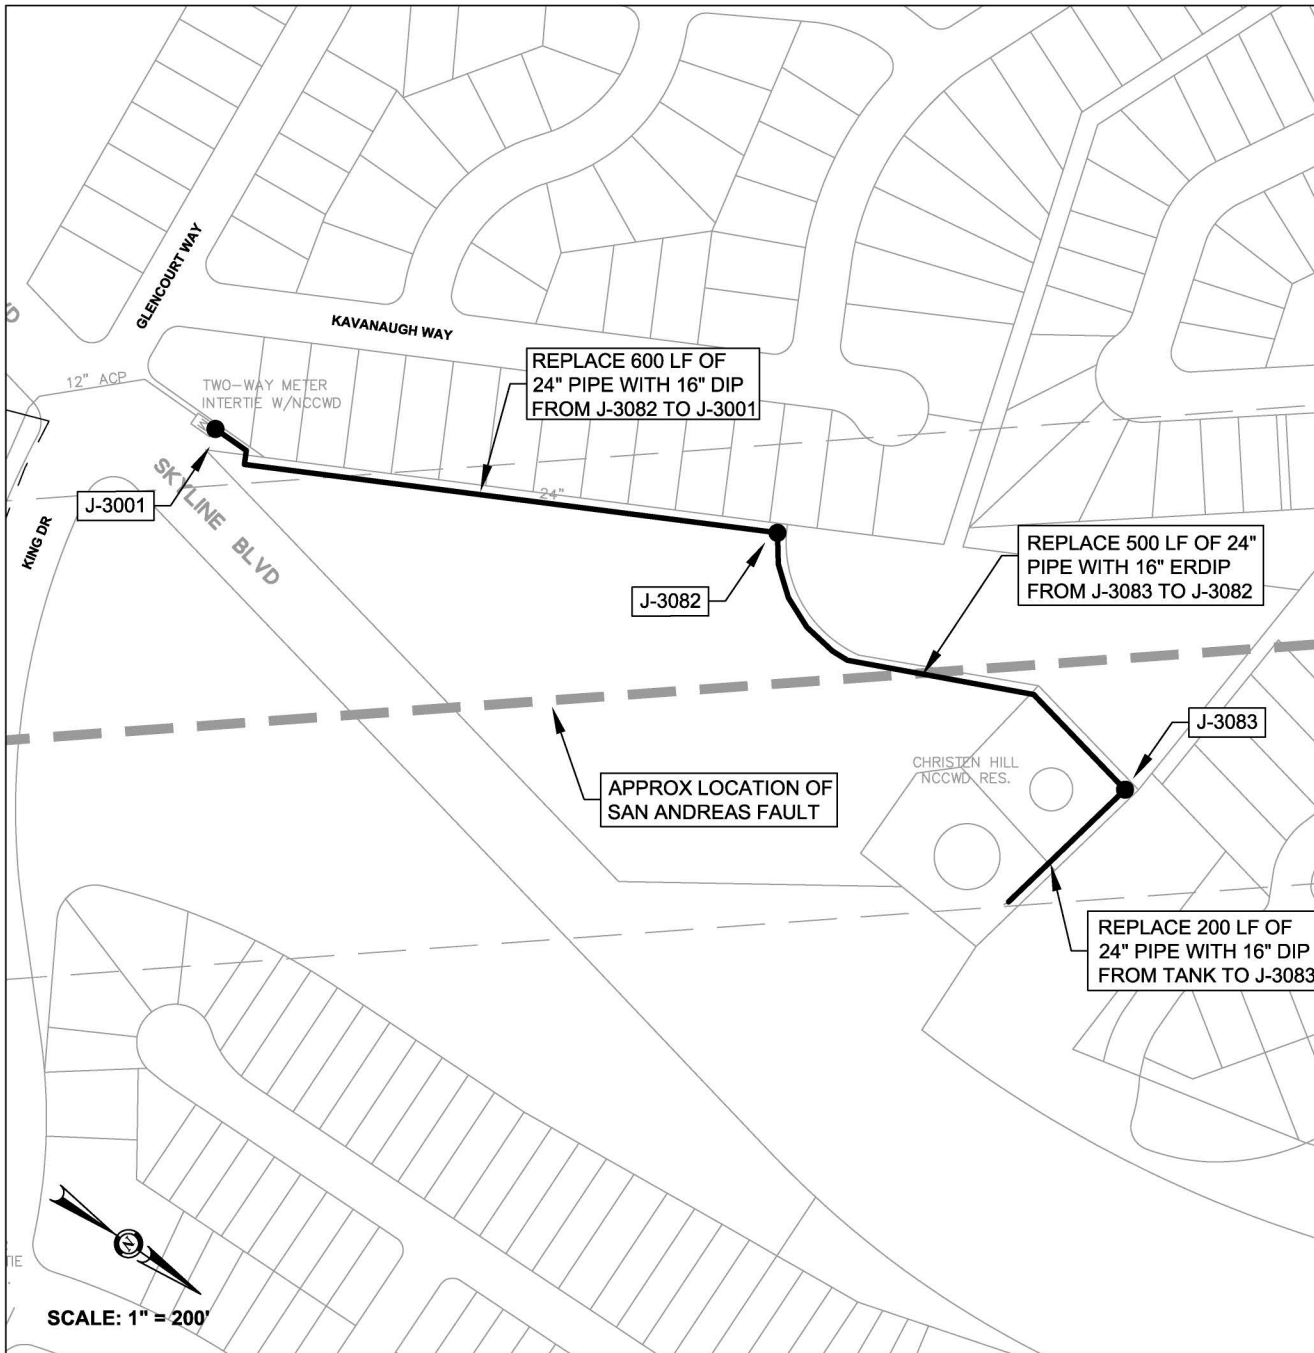 GLENCOURT WAY
KAVANAUGH WAY
12" ACP
TWO-WAY METER
INTERTIE W/NCCWD
REPLACE 600 LF OF
24" PIPE WITH 16" DIP
FROM J-3082 TO J-3001
24"
J-3001
SKYLINE BLVD
KING DR
J-3082
REPLACE 500 LF OF 24"
PIPE WITH 16" ERDIP
FROM J-3083 TO J-3082
J-3083
CHRISTEN HILL
NCCWD RES.
APPROX LOCATION OF
SAN ANDREAS FAULT
REPLACE 200 LF OF
24" PIPE WITH 16" DIP
FROM TANK TO J-3083
N
SCALE: 1" = 200'